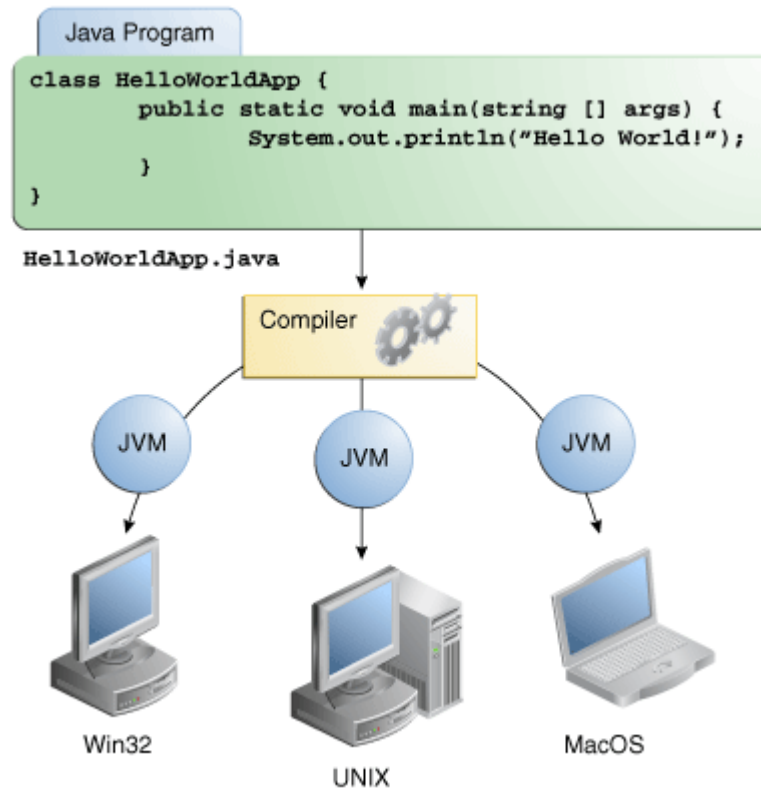 Java Program
class HelloWorldApp {
        public static void main(string [] args) {
                System.out.println(”Hello World!”);
        }
}
HelloWorldApp.java
Compiler
JVM
JVM
JVM
Win32
UNIX
MacOS